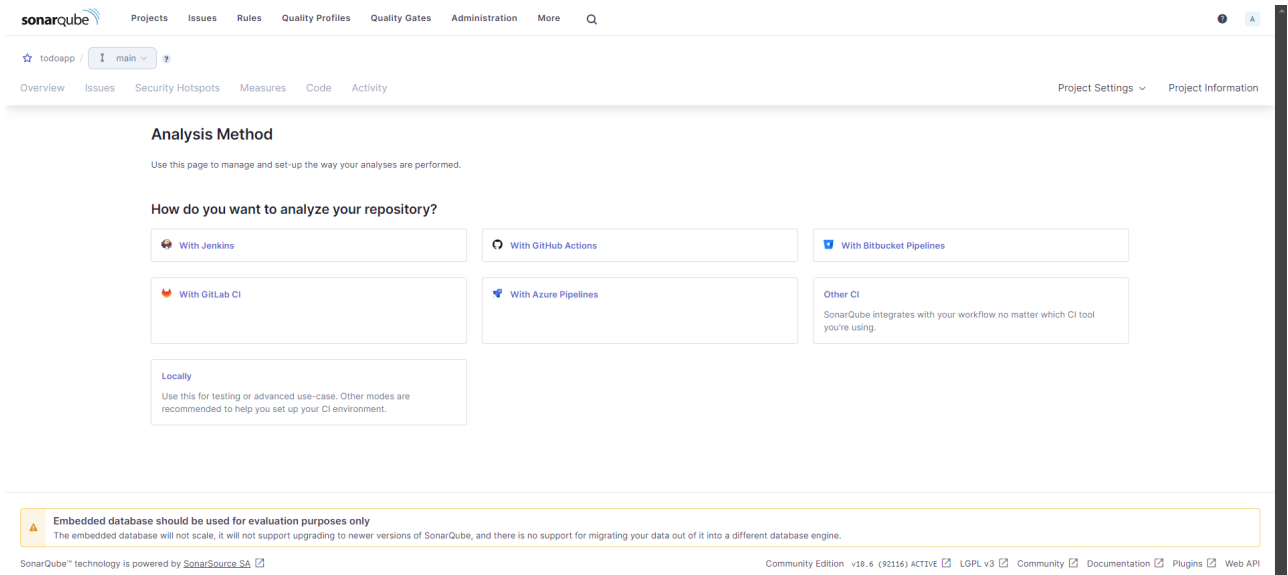 sonarqube Projects Issues Rules Quality Profiles Quality Gates Administration More ? A
todoapp / main ?
Overview Issues Security Hotspots Measures Code Activity Project Settings Project Information
Analysis Method
Use this page to manage and set-up the way your analyses are performed.
How do you want to analyze your repository?
With Jenkins With GitHub Actions With Bitbucket Pipelines
With GitLab CI With Azure Pipelines Other CI
SonarQube integrates with your workflow no matter which CI tool
you're using.
Locally
Use this for testing or advanced use-case. Other modes are
recommended to help you set up your CI environment.
Embedded database should be used for evaluation purposes only
The embedded database will not scale, it will not support upgrading to newer versions of SonarQube, and there is no support for migrating your data out of it into a different database engine.
SonarQube™ technology is powered by SonarSource SA Community Edition v10.6 (92116) ACTIVE LGPL v3 Community Documentation Plugins Web API